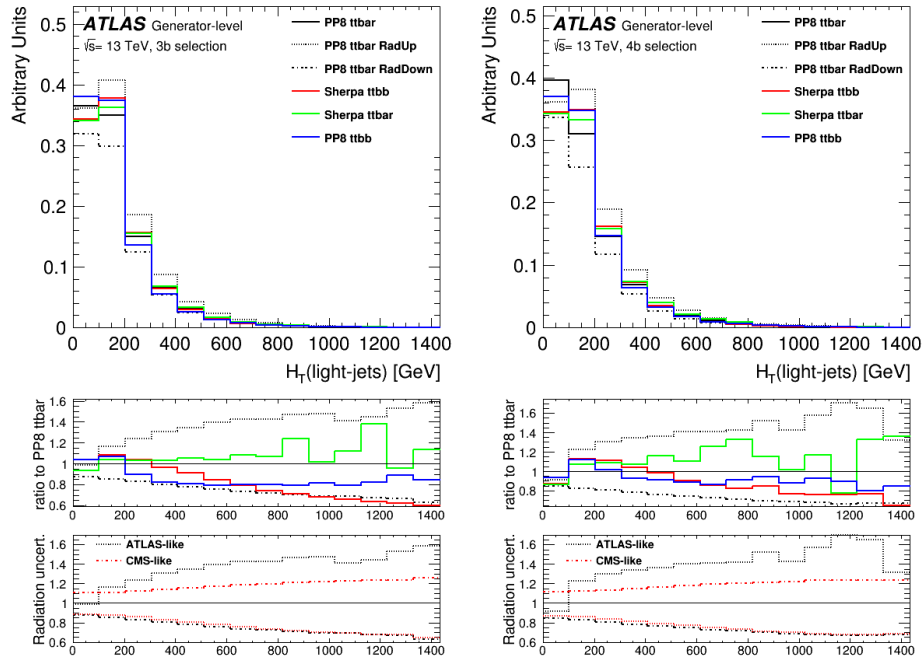 ATLAS Generator-level
√s= 13 TeV, 3b selection
Arbitrary Units
PP8 ttbar
PP8 ttbar RadUp
PP8 ttbar RadDown
Sherpa ttbb
Sherpa ttbar
PP8 ttbb
0.5
0.4
0.3
0.2
0.1
0
0 200 400 600 800 1000 1200 1400
H_T(light-jets) [GeV]
ratio to PP8 ttbar
1.6
1.4
1.2
1
0.8
0.6
0 200 400 600 800 1000 1200 1400
Radiation uncert.
ATLAS-like
CMS-like
1.6
1.4
1.2
1
0.8
0.6
0 200 400 600 800 1000 1200 1400
ATLAS Generator-level
√s= 13 TeV, 4b selection
Arbitrary Units
PP8 ttbar
PP8 ttbar RadUp
PP8 ttbar RadDown
Sherpa ttbb
Sherpa ttbar
PP8 ttbb
0.5
0.4
0.3
0.2
0.1
0
0 200 400 600 800 1000 1200 1400
H_T(light-jets) [GeV]
ratio to PP8 ttbar
1.6
1.4
1.2
1
0.8
0.6
0 200 400 600 800 1000 1200 1400
Radiation uncert.
ATLAS-like
CMS-like
1.6
1.4
1.2
1
0.8
0.6
0 200 400 600 800 1000 1200 1400